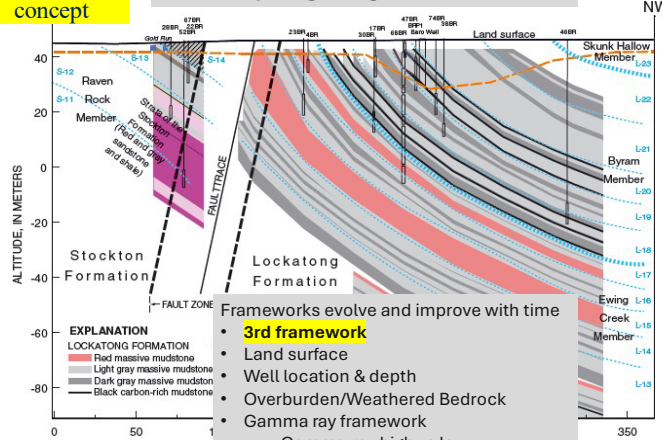 concept
NW
67BR
28BR
22BR
52BR
Gold Run
25BR
4BR
17BR
30BR
47BR
BRP1
Baro Well
65BR
74BR
38BR
Land surface
46BR
Skunk Hollow
Member
40
20
0
-20
-40
-60
-80
ALTITUDE, IN METERS
S-12
S-11
S-13
S-14
Raven
Rock
Member
Strata of the
Stockton
Formation
(Red and gray
sandstone
and shale)
FAULT TRACE
L-23
L-22
L-21
Byram
Member
L-20
L-19
L-18
L-17
L-16
Ewing
Creek
L-15
Member
L-14
L-13
Stockton
Formation
Lockatong
Formation
FAULT ZONE
EXPLANATION
LOCKATONG FORMATION
Red massive mudstone
Light gray massive mudstone
Dark gray massive mudston
Black carbon-rich mudstone
Frameworks evolve and improve with time
• 3rd framework
• Land surface
• Well location & depth
• Overburden/Weathered Bedrock
• Gamma ray framework
0
50
350